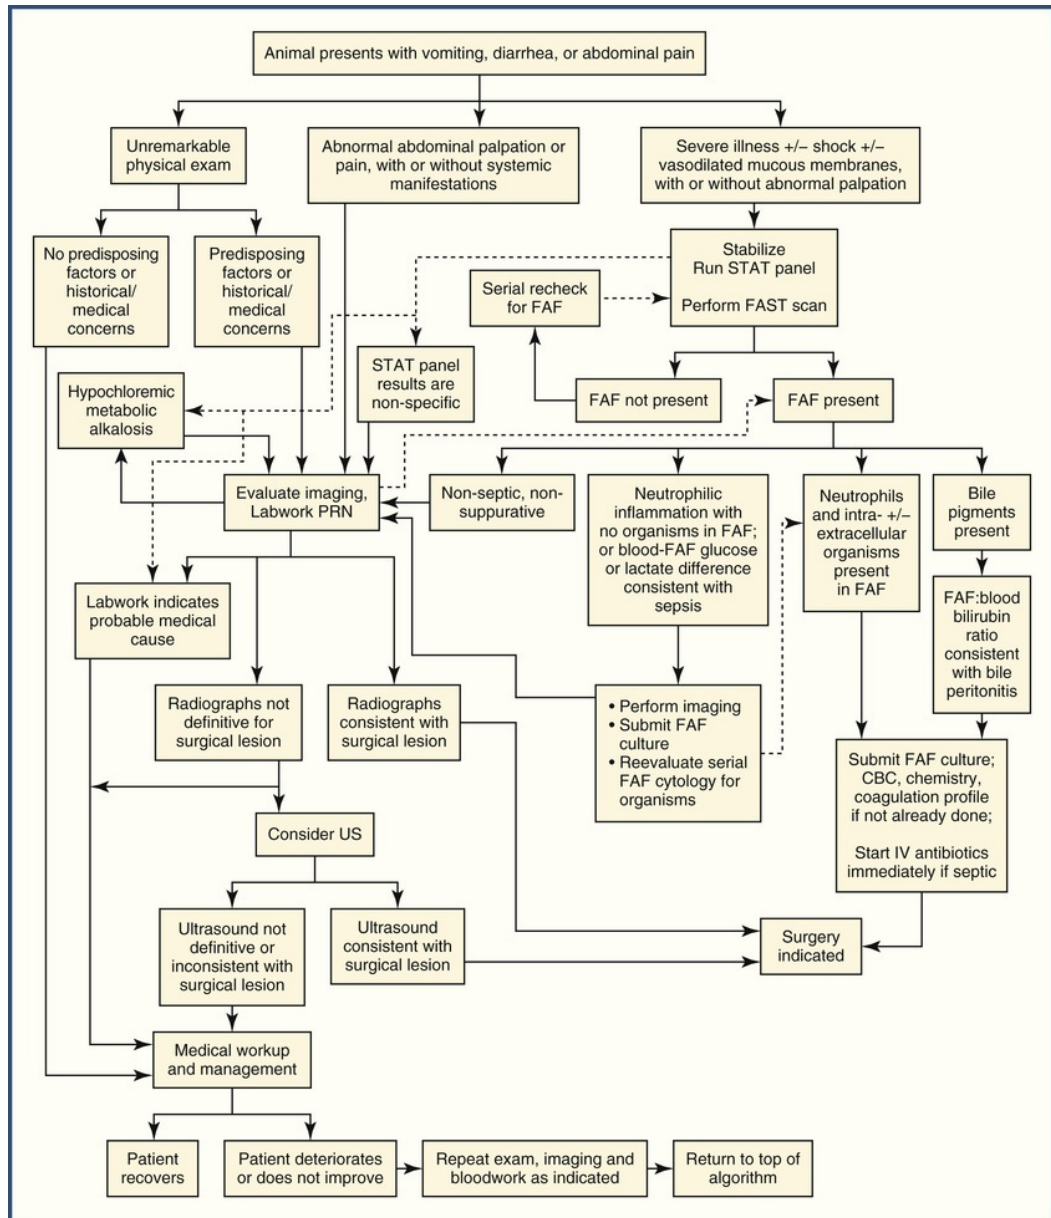 Animal presents with vomiting, diarrhea, or abdominal pain
Unremarkable
physical exam
Abnormal abdominal palpation or
pain, with or without systemic
manifestations
Severe illness +/– shock +/–
vasodilated mucous membranes,
with or without abnormal palpation
No predisposing
factors or
historical/
medical
concerns
Predisposing
factors or
historical/
medical
concerns
Stabilize
Run STAT panel
Perform FAST scan
Serial recheck
for FAF
STAT panel
results are
non-specific
Hypochloremic
metabolic
alkalosis
FAF not present
FAF present
Evaluate imaging,
Labwork PRN
Non-septic, non-
suppurative
Neutrophilic
inflammation with
no organisms in FAF;
or blood-FAF glucose
or lactate difference
consistent with
sepsis
Neutrophils
and intra- +/–
extracellular
organisms
present
in FAF
Bile
pigments
present
Labwork indicates
probable medical
cause
FAF:blood
bilirubin
ratio
consistent
with bile
peritonitis
Radiographs not
definitive for
surgical lesion
Radiographs
consistent with
surgical lesion
• Perform imaging
• Submit FAF
culture
• Reevaluate serial
FAF cytology for
organisms
Submit FAF culture;
CBC, chemistry,
coagulation profile
if not already done;
Start IV antibiotics
immediately if septic
Consider US
Ultrasound not
definitive or
inconsistent with
surgical lesion
Ultrasound
consistent with
surgical lesion
Surgery
indicated
Medical workup
and management
Patient
recovers
Patient deteriorates
or does not improve
Repeat exam, imaging and
bloodwork as indicated
Return to top of
algorithm